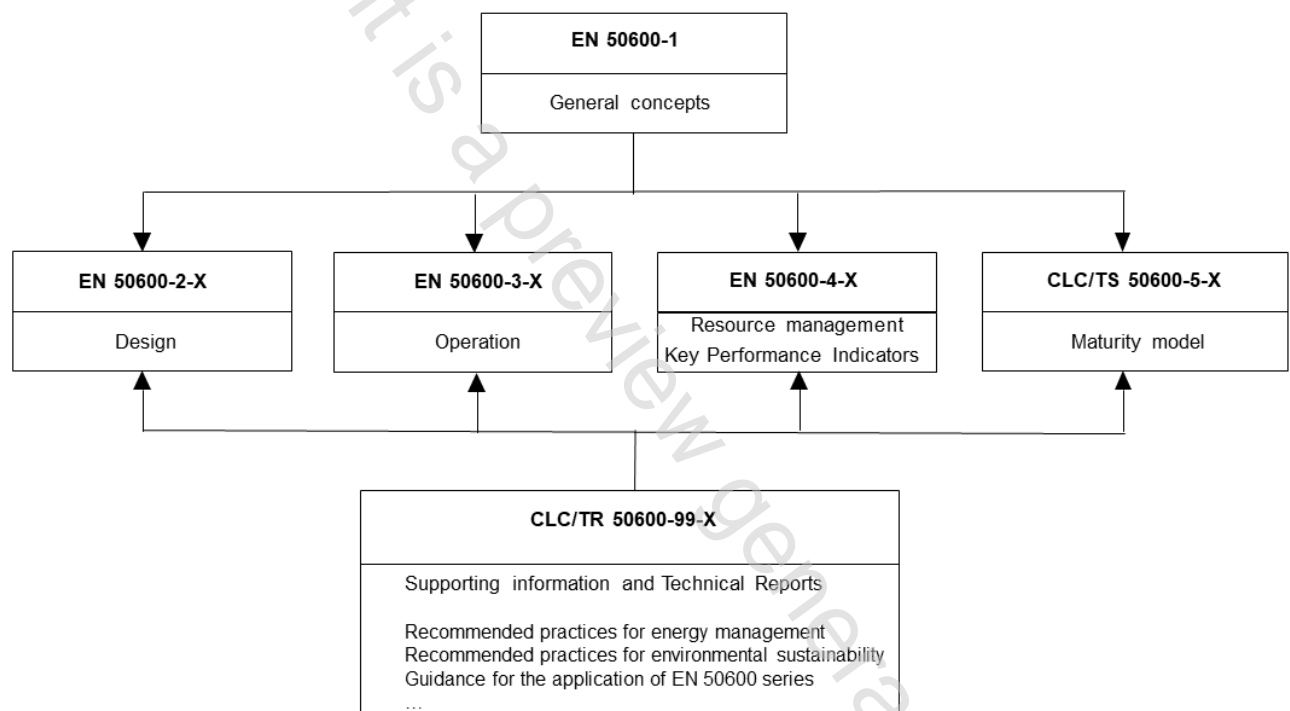 EN 50600-1
General concepts
EN 50600-2-X
Design
EN 50600-3-X
Operation
EN 50600-4-X
Resource management
Key Performance Indicators
CLC/TS 50600-5-X
Maturity model
CLC/TR 50600-99-X
Supporting information and Technical Reports
Recommended practices for energy management
Recommended practices for environmental sustainability
Guidance for the application of EN 50600 series
...
is a preview